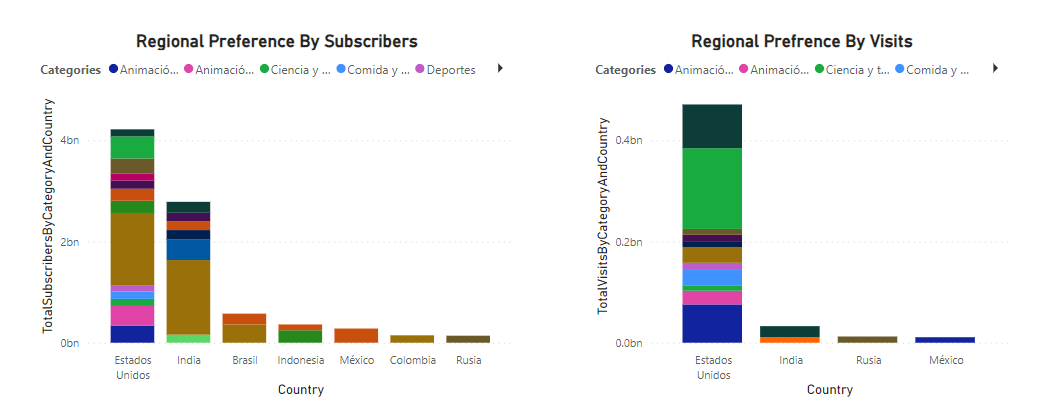 Regional Preference By Subscribers
Categories Animació... Animació... Ciencia y ... Comida y ... Deportes
TotalSubscribersByCategoryAndCountry
4bn
2bn
0bn
Estados Unidos
India
Brasil
Indonesia
México
Colombia
Rusia
Country
Regional Prefrence By Visits
Categories Animació... Animació... Ciencia y t... Comida y ...
TotalVisitsByCategoryAndCountry
0.4bn
0.2bn
0.0bn
Estados Unidos
India
Rusia
México
Country